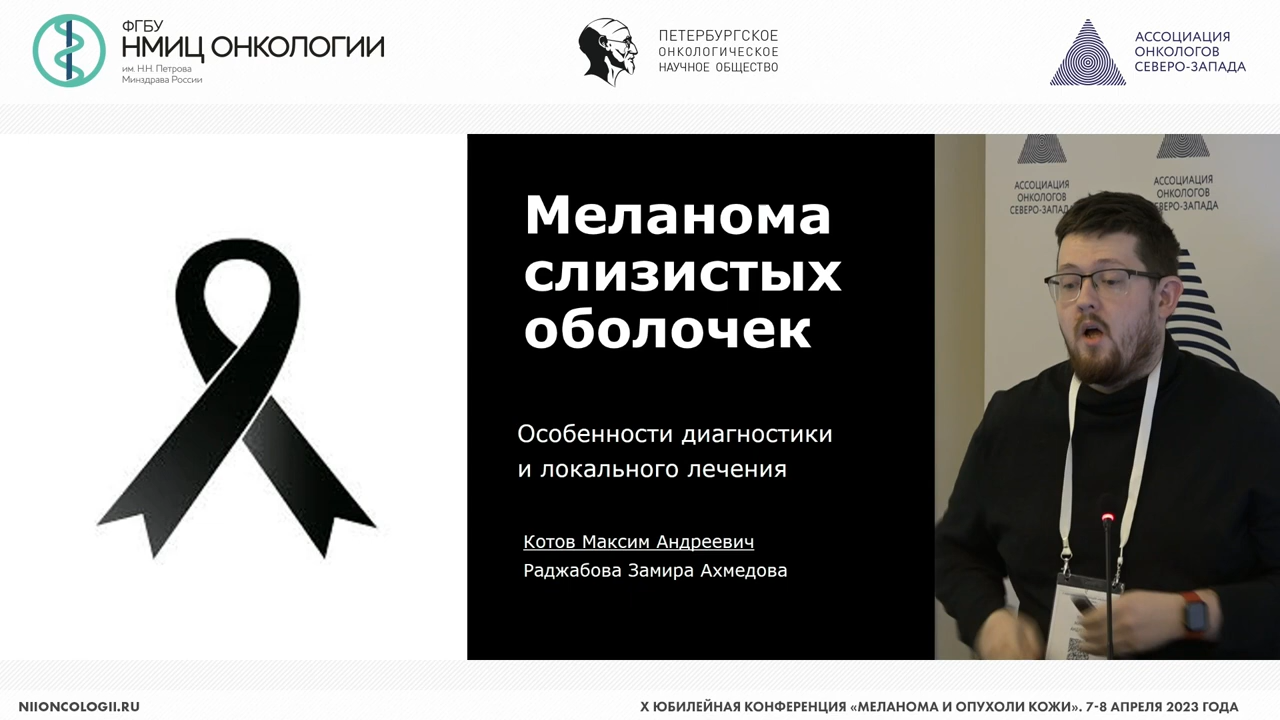 ФГБУ
НМИЦ ОНКОЛОГИИ
им. Н.Н. Петрова
Минздрава России
ПЕТЕРБУРГСКОЕ
ОНКОЛОГИЧЕСКОЕ
НАУЧНОЕ ОБЩЕСТВО
АССОЦИАЦИЯ
ОНКОЛОГОВ
СЕВЕРО-ЗАПАДА
Меланома
слизистых
оболочек
Особенности диагностики
и локального лечения
Котов Максим Андреевич
Раджабова Замира Ахмедова
АССОЦИАЦИЯ
ОНКОЛОГОВ
СЕВЕРО-ЗАПАДА
АССОЦИАЦИЯ
ОНКОЛОГОВ
СЕВЕРО-ЗАПАДА
NIIONCOLOGII.RU
X ЮБИЛЕЙНАЯ КОНФЕРЕНЦИЯ «МЕЛАНОМА И ОПУХОЛИ КОЖИ». 7-8 АПРЕЛЯ 2023 ГОДА